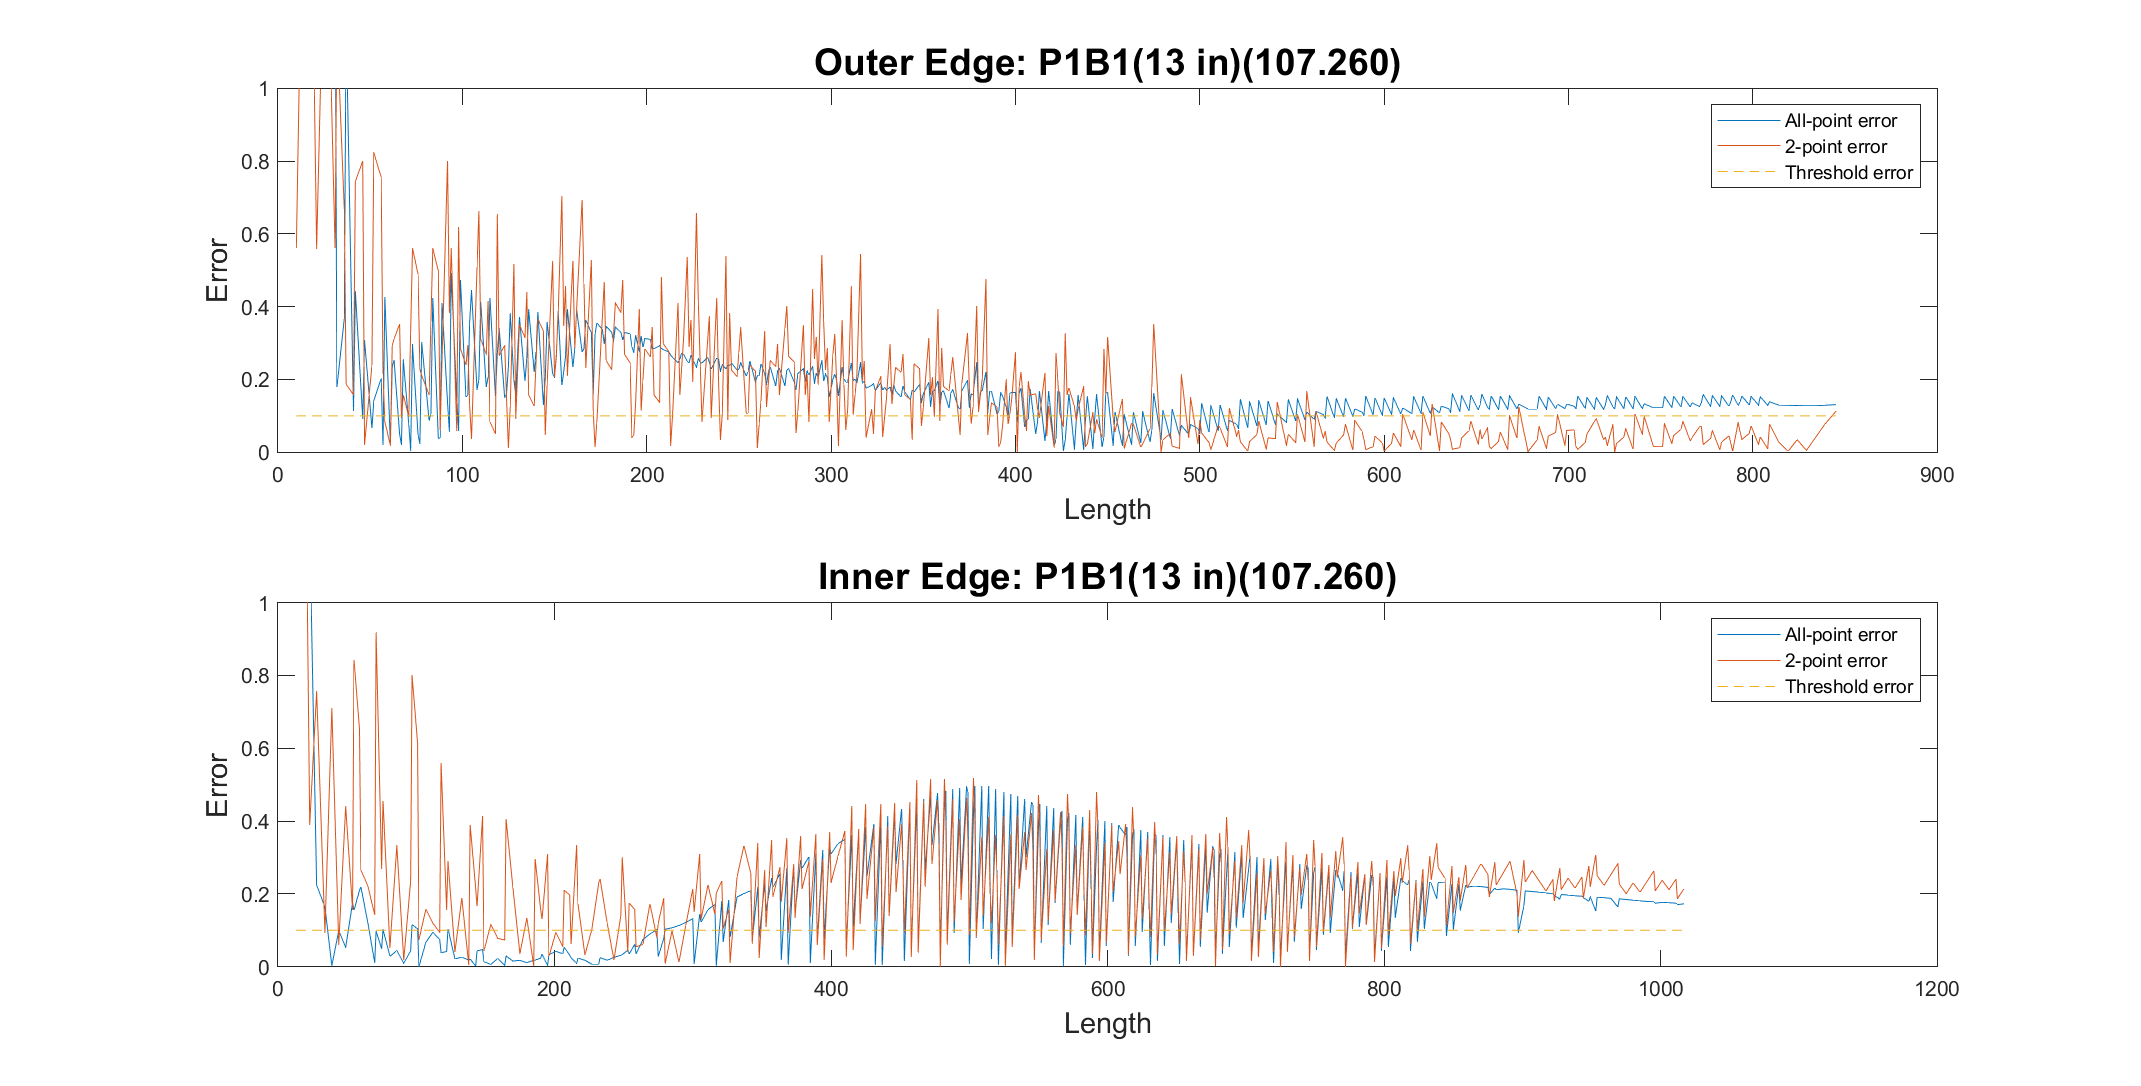 Outer Edge: P1B1(13 in)(107.260)
1
0.8
0.6
0.4
0.2
0
Error
0 100 200 300 400 500 600 700 800 900
Length
All-point error
2-point error
Threshold error
Inner Edge: P1B1(13 in)(107.260)
1
0.8
0.6
0.4
0.2
0
Error
0 200 400 600 800 1000 1200
Length
All-point error
2-point error
Threshold error